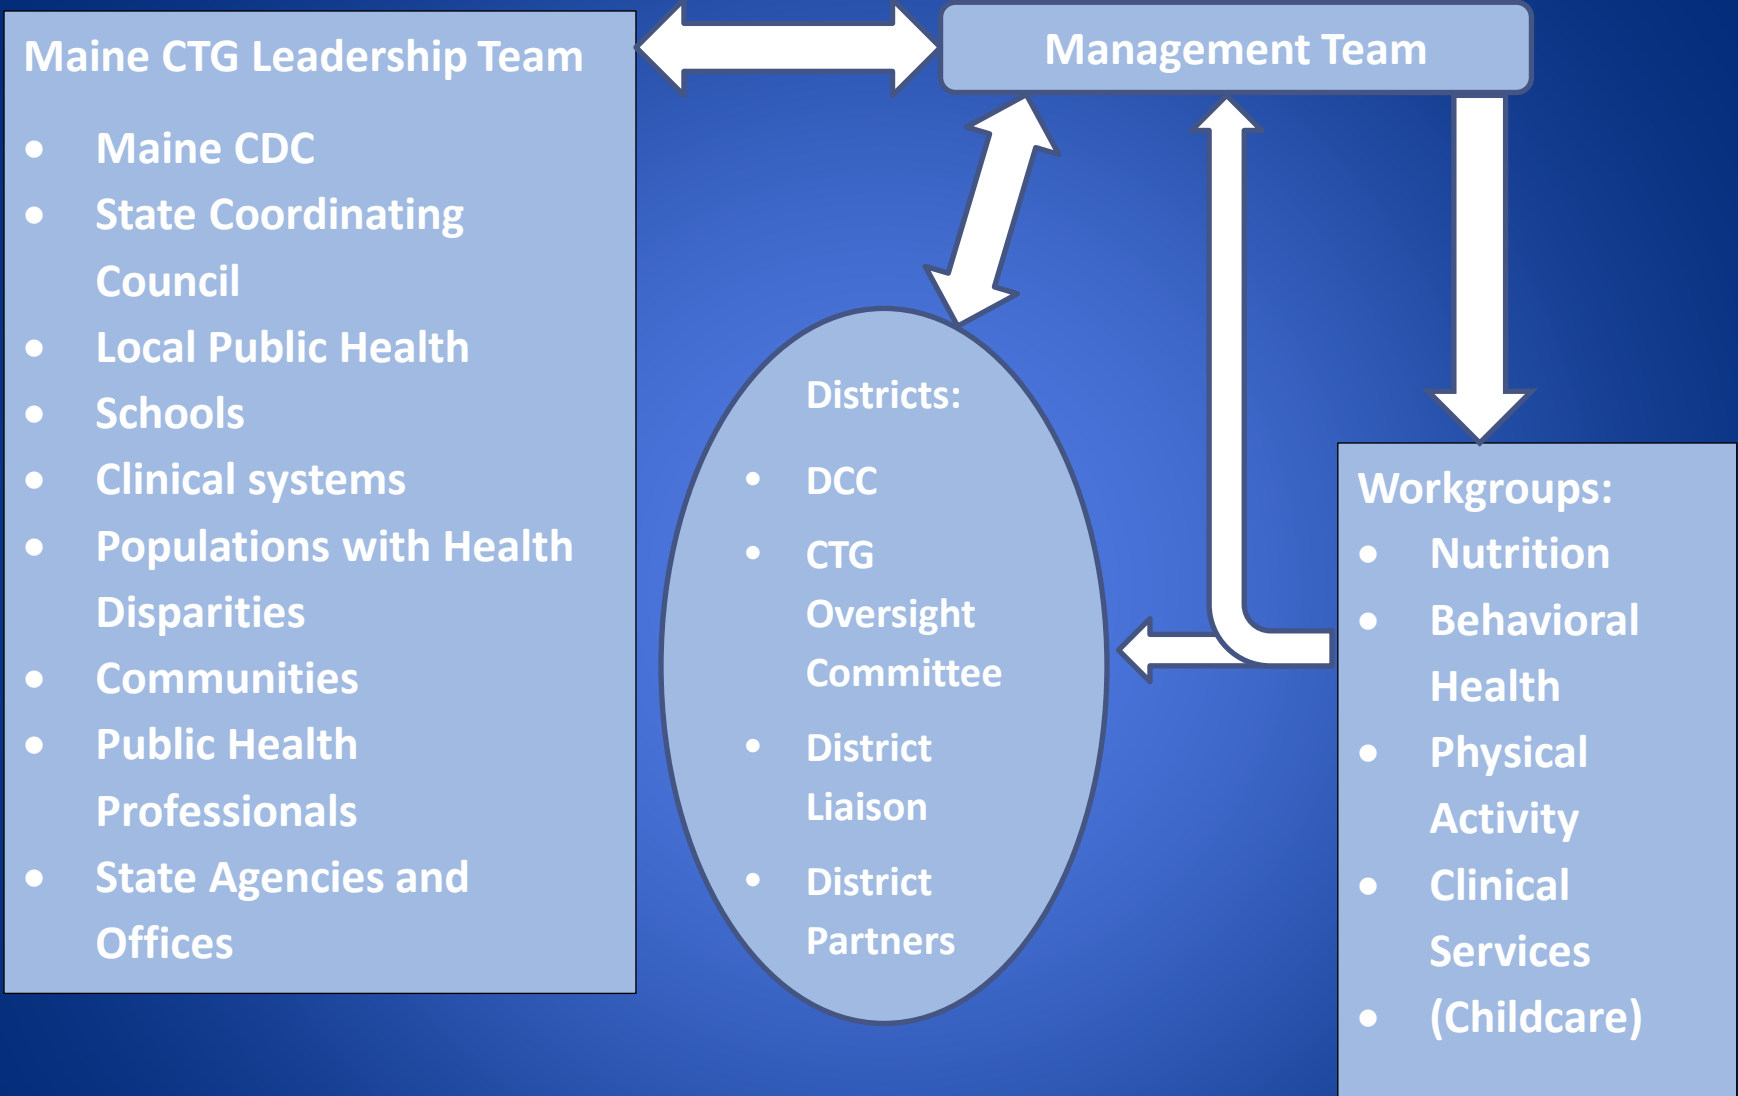 Maine CTG Leadership Team
• Maine CDC
• State Coordinating
Council
• Local Public Health
• Schools
• Clinical systems
• Populations with Health
Disparities
• Communities
• Public Health
Professionals
• State Agencies and
Offices
Management Team
Districts:
• DCC
• CTG
Oversight
Committee
• District
Liaison
• District
Partners
Workgroups:
• Nutrition
• Behavioral
Health
• Physical
Activity
• Clinical
Services
• (Childcare)